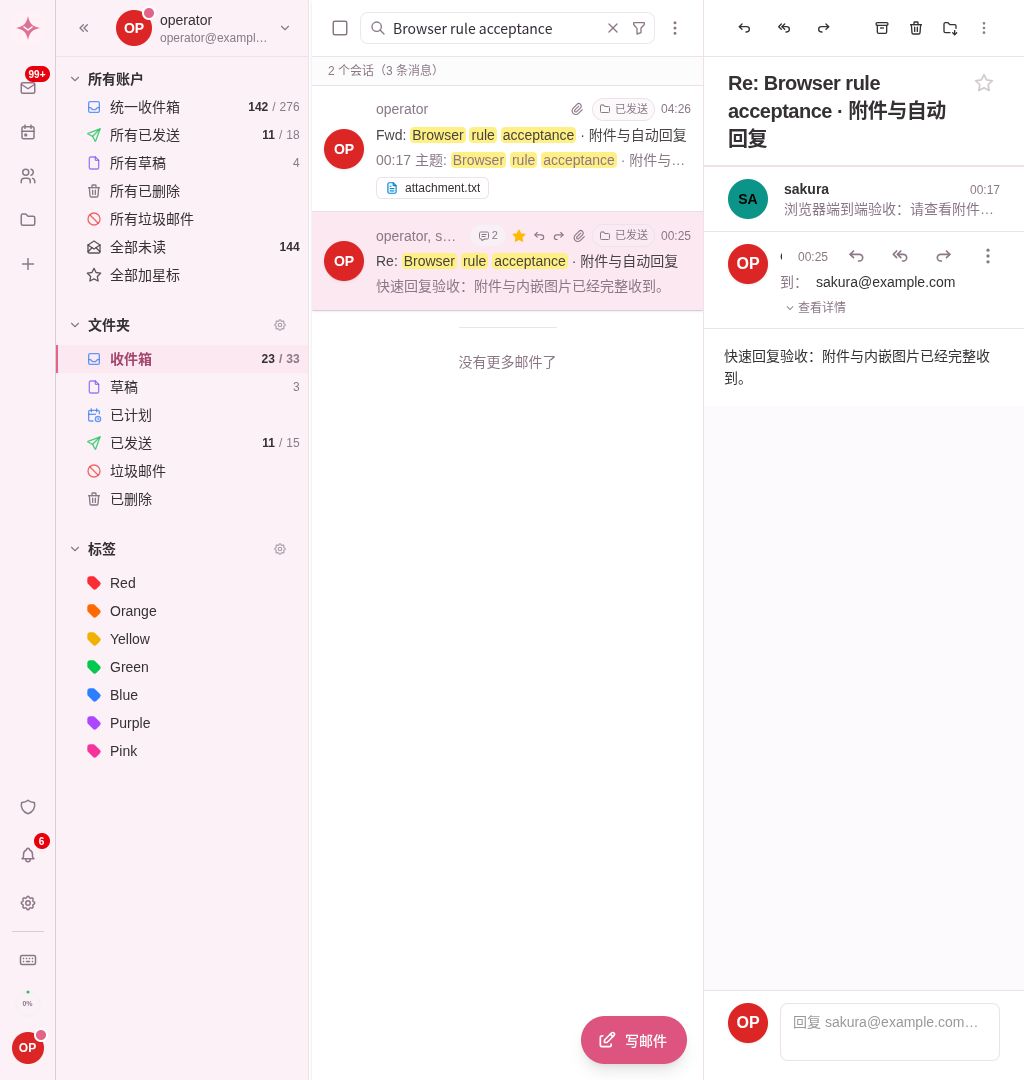 99+
6
0%
OP
OP
operator
operator@exampl…
所有账户
统一收件箱 142 / 276
所有已发送 11 / 18
所有草稿 4
所有已删除
所有垃圾邮件
全部未读 144
全部加星标
文件夹
收件箱 23 / 33
草稿 3
已计划
已发送 11 / 15
垃圾邮件
已删除
标签
Red
Orange
Yellow
Green
Blue
Purple
Pink
Browser rule acceptance
2 个会话（3 条消息）
OP
operator 已发送 04:26
Fwd: Browser rule acceptance · 附件与自动回复
00:17 主题: Browser rule acceptance · 附件与…
attachment.txt
OP
operator, s… 2 已发送 00:25
Re: Browser rule acceptance · 附件与自动回复
快速回复验收：附件与内嵌图片已经完整收到。
没有更多邮件了
写邮件
Re: Browser rule
acceptance · 附件与自动
回复
SA
sakura 00:17
浏览器端到端验收：请查看附件…
OP
00:25
到： sakura@example.com
查看详情
快速回复验收：附件与内嵌图片已经完整收
到。
OP
回复 sakura@example.com…